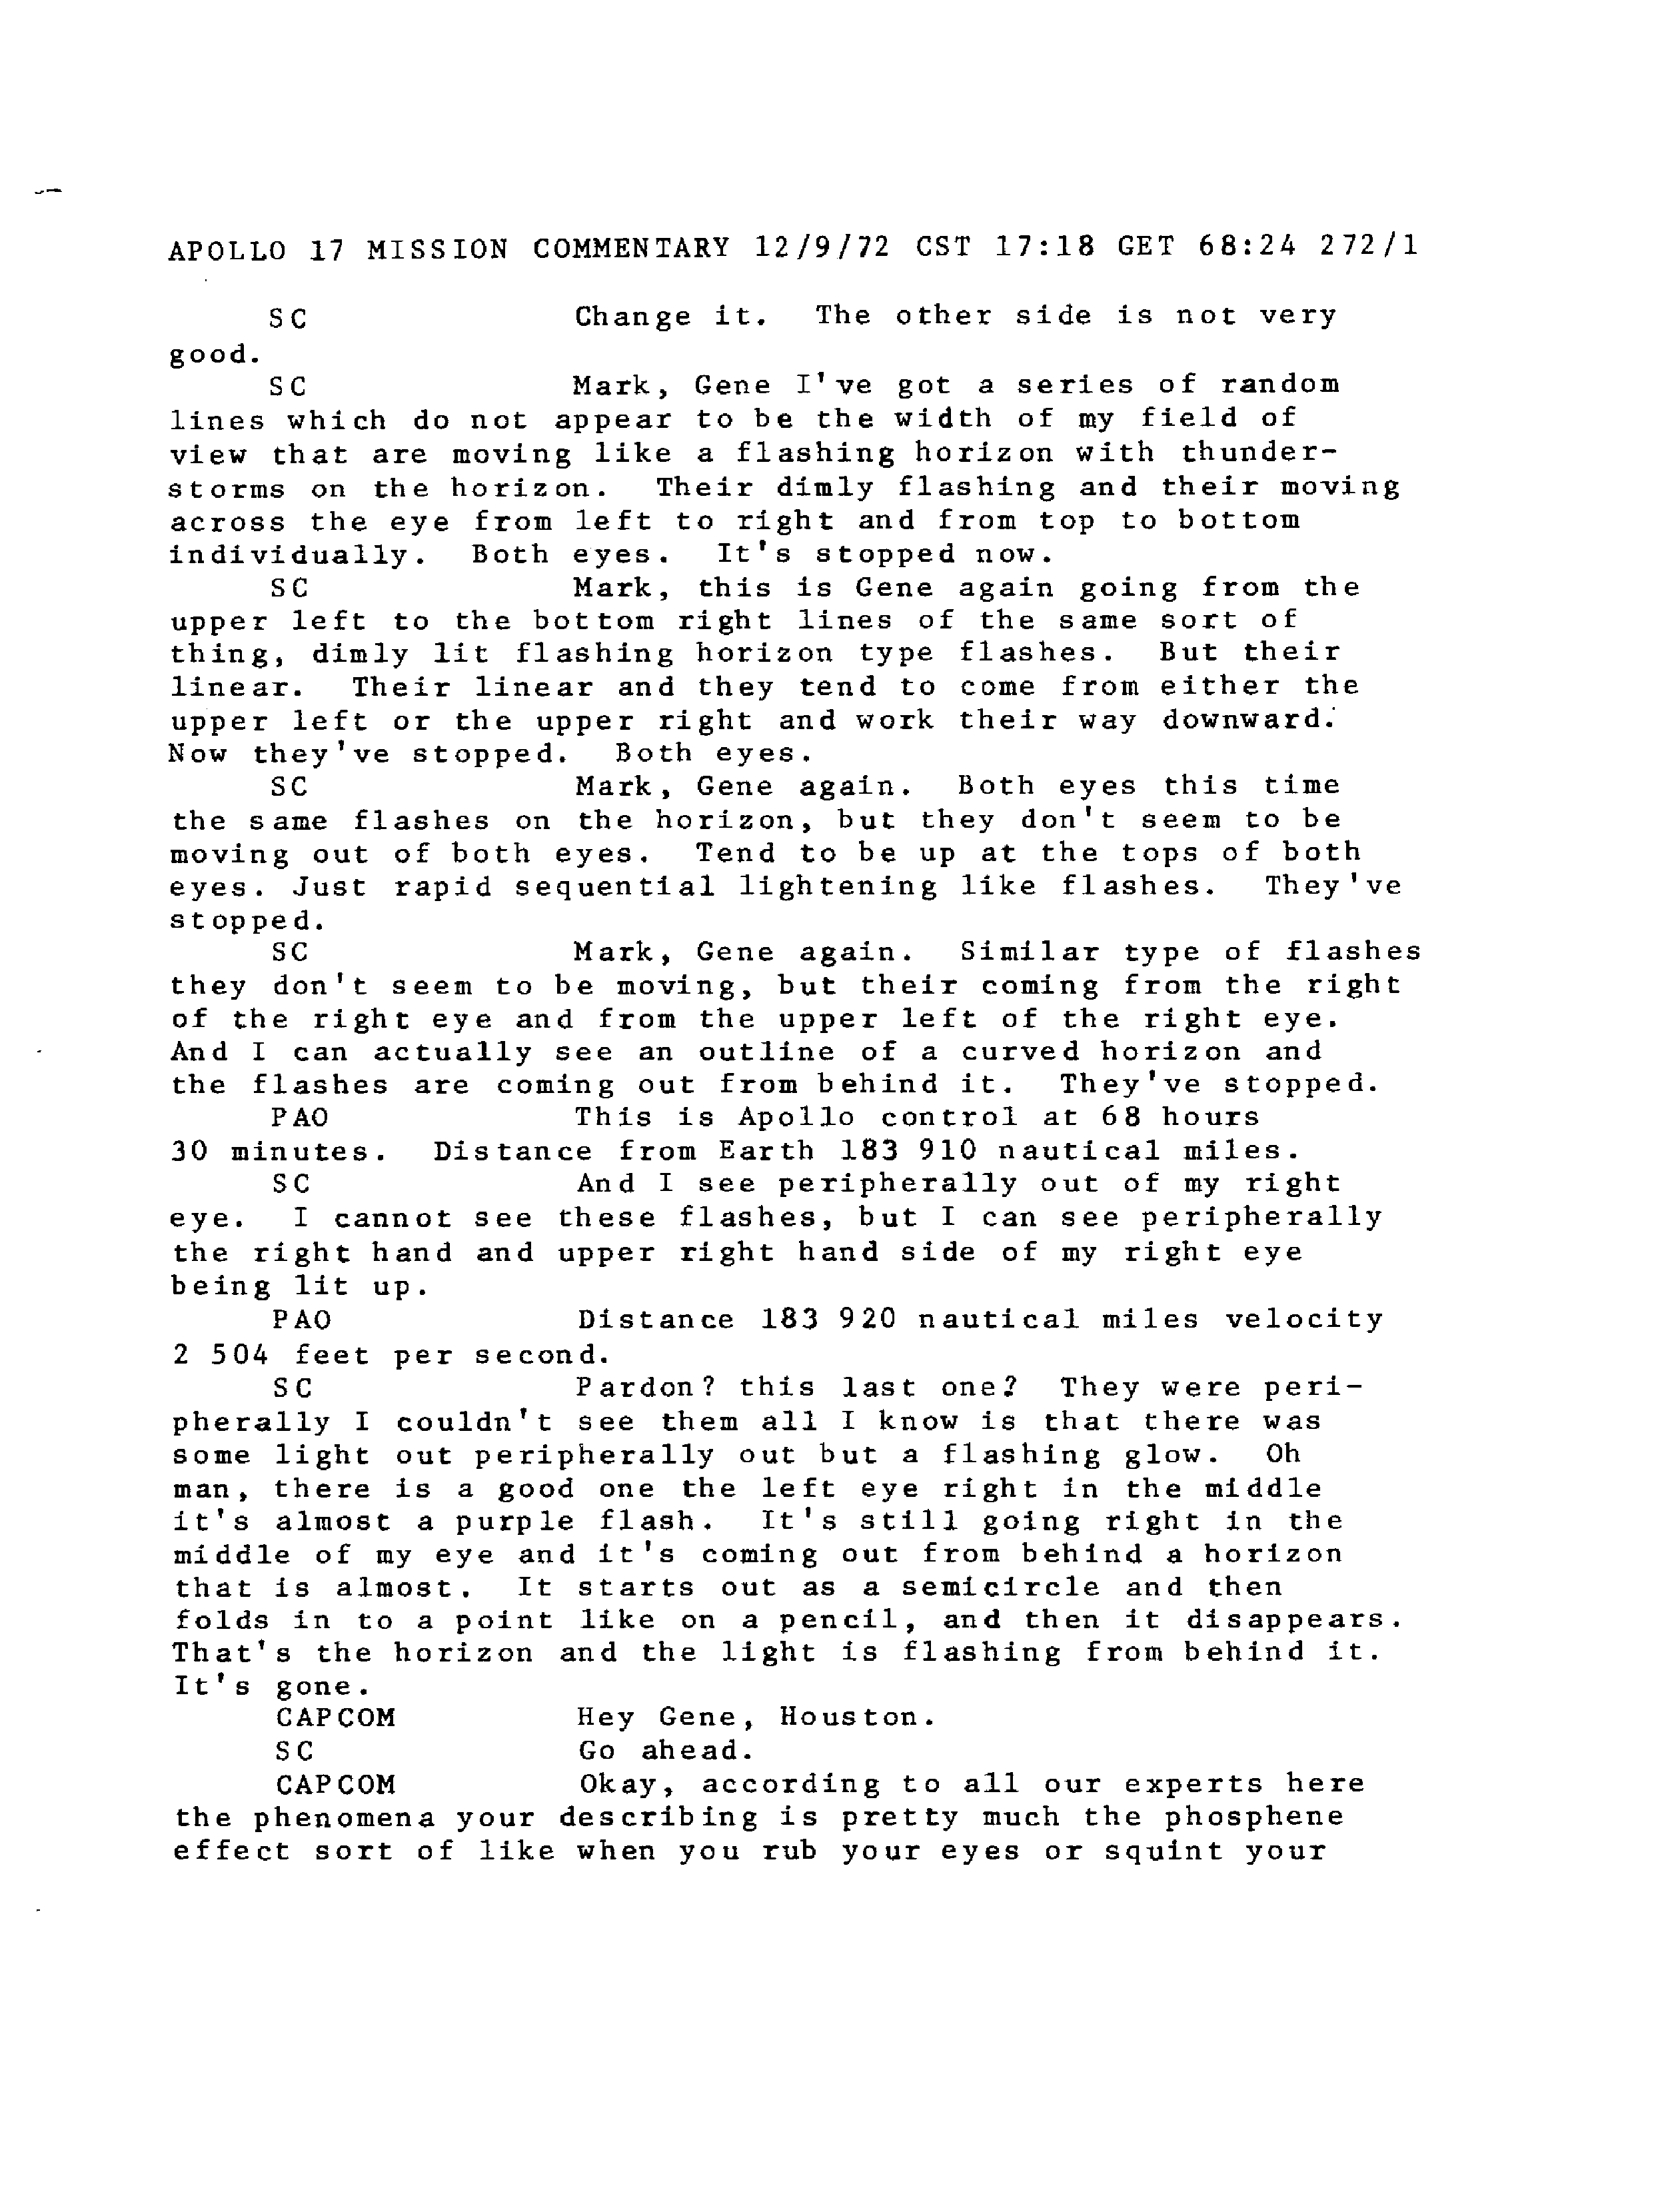 APOLLO 17 MISSION COMMENTARY 12/9/72 CST 17:18 GET 68:24 272/1
SC Change it. The other side is not very
good.
SC Mark, Gene I've got a series of random
lines which do not appear to be the width of my field of
view that are moving like a flashing horizon with thunder-
storms on the horizon. Their dimly flashing and their moving
across the eye from left to right and from top to bottom
individually. Both eyes. It's stopped now.
SC Mark, this is Gene again going from the
upper left to the bottom right lines of the same sort of
thing, dimly lit flashing horizon type flashes. But their
linear. Their linear and they tend to come from either the
upper left or the upper right and work their way downward.
Now they've stopped. Both eyes.
SC Mark, Gene again. Both eyes this time
the same flashes on the horizon, but they don't seem to be
moving out of both eyes. Tend to be up at the tops of both
eyes. Just rapid sequential lightening like flashes. They've
stopped.
SC Mark, Gene again. Similar type of flashes
they don't seem to be moving, but their coming from the right
of the right eye and from the upper left of the right eye.
And I can actually see an outline of a curved horizon and
the flashes are coming out from behind it. They've stopped.
PAO This is Apollo control at 68 hours
30 minutes. Distance from Earth 183 910 nautical miles.
SC And I see peripherally out of my right
eye. I cannot see these flashes, but I can see peripherally
the right hand and upper right hand side of my right eye
being lit up.
PAO Distance 183 920 nautical miles velocity
2 504 feet per second.
SC Pardon? this last one? They were peri-
pherally I couldn't see them all I know is that there was
some light out peripherally out but a flashing glow. Oh
man, there is a good one the left eye right in the middle
it's almost a purple flash. It's still going right in the
middle of my eye and it's coming out from behind a horizon
that is almost. It starts out as a semicircle and then
folds in to a point like on a pencil, and then it disappears.
That's the horizon and the light is flashing from behind it.
It's gone.
CAPCOM Hey Gene, Houston.
SC Go ahead.
CAPCOM Okay, according to all our experts here
the phenomena your describing is pretty much the phosphene
effect sort of like when you rub your eyes or squint your